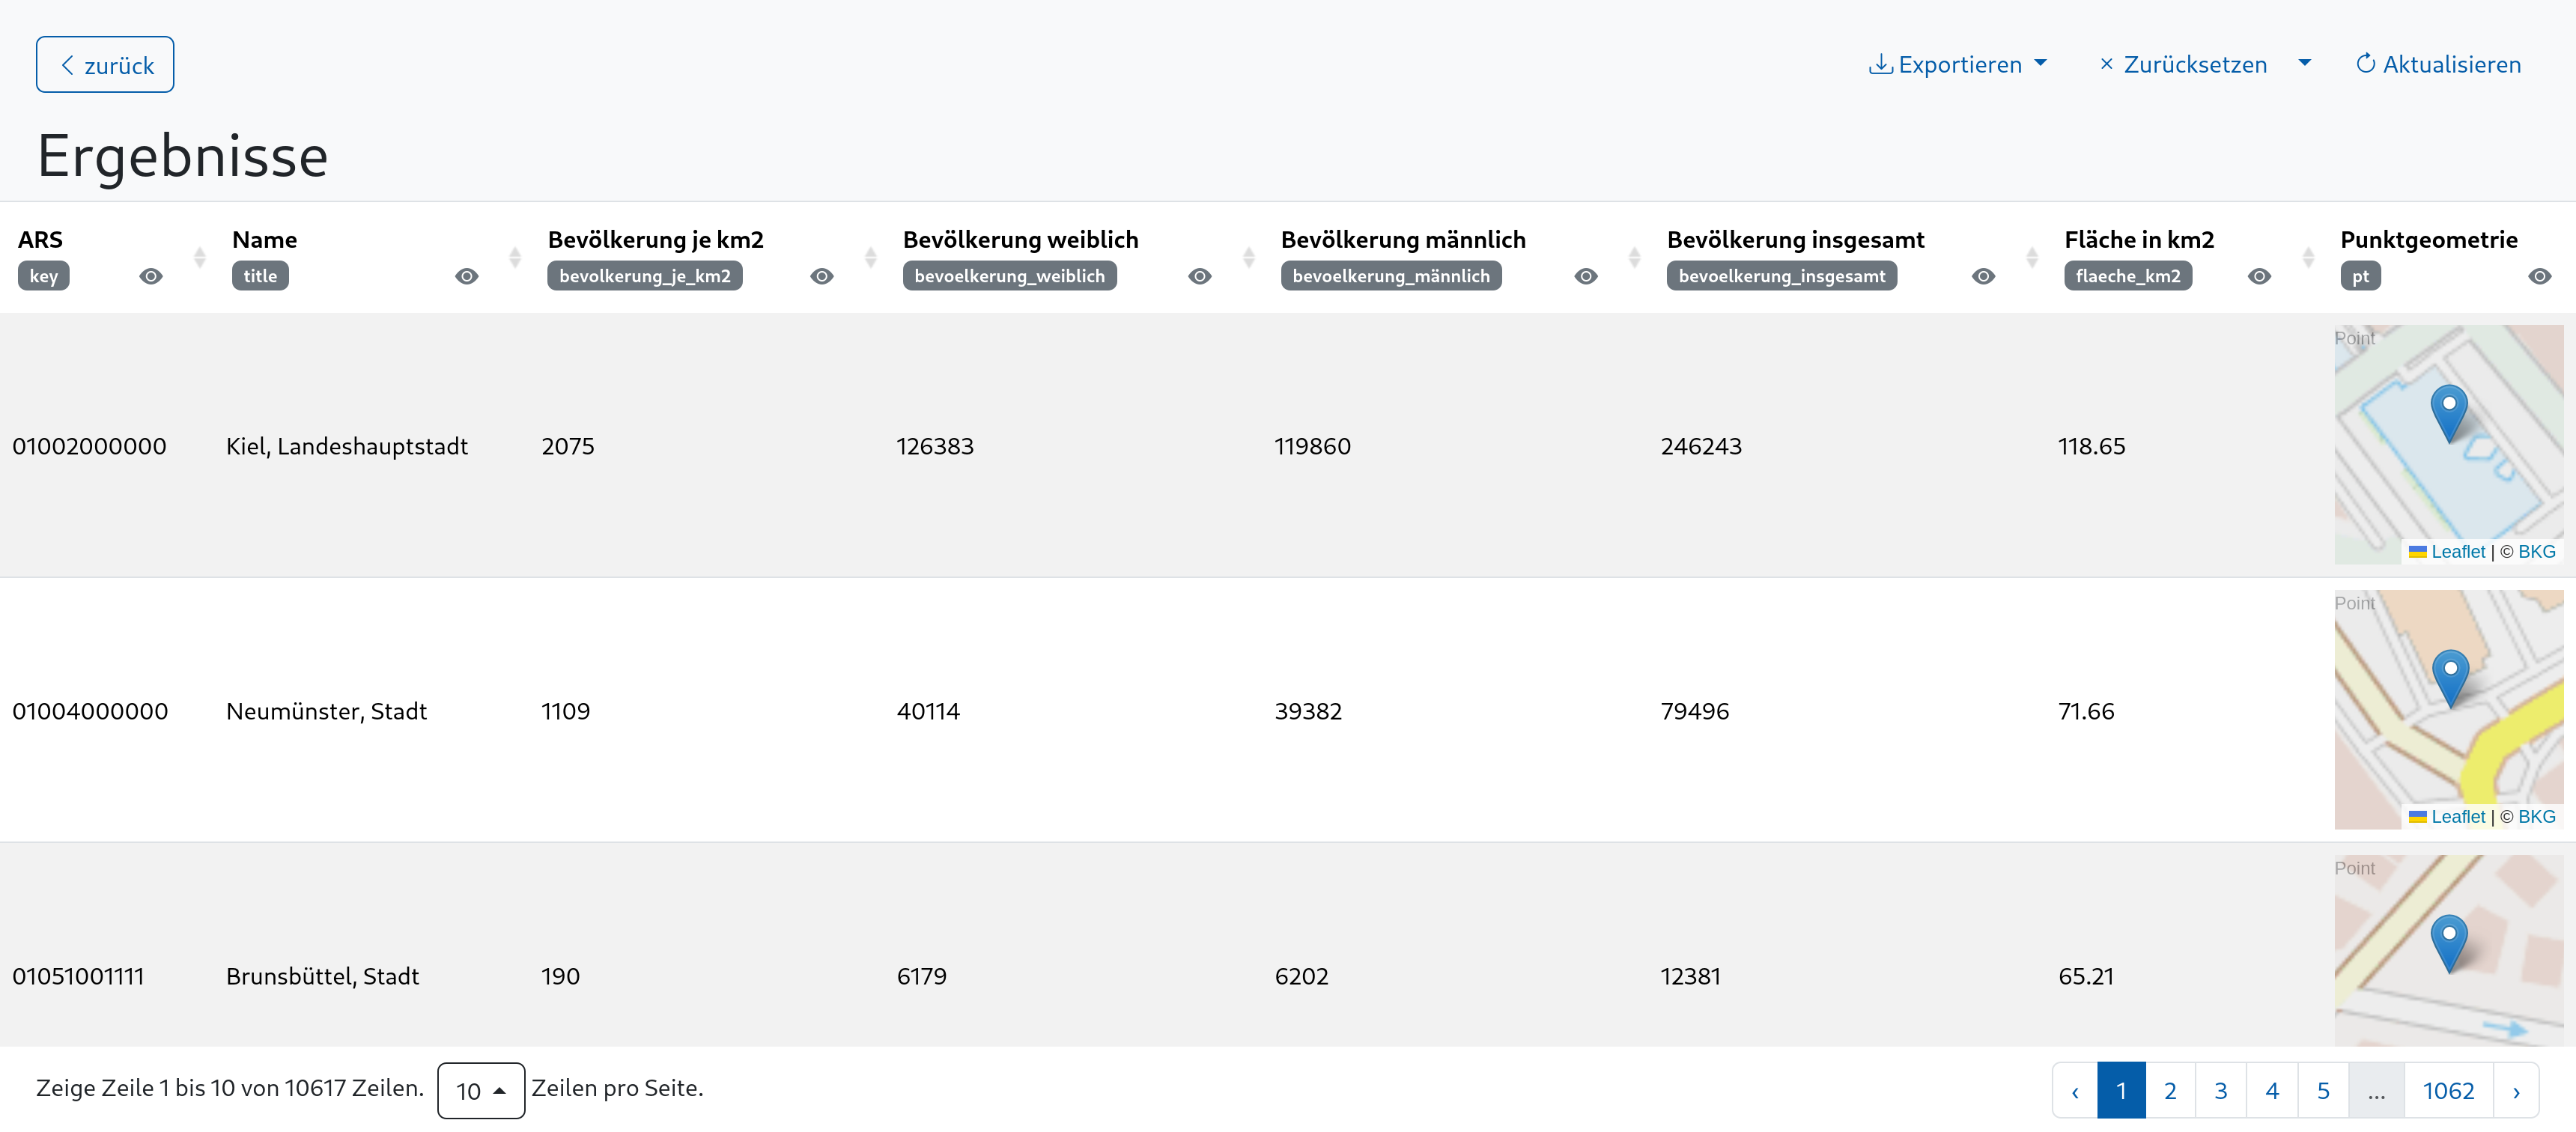 zurück
Exportieren
Zurücksetzen
Aktualisieren
Ergebnisse
ARS Name Bevölkerung je km2 Bevölkerung weiblich Bevölkerung männlich Bevölkerung insgesamt Fläche in km2 Punktgeometrie
key title bevolkerung_je_km2 bevoelkerung_weiblich bevoelkerung_männlich bevoelkerung_insgesamt flaeche_km2 pt
Point
01002000000 Kiel, Landeshauptstadt 2075 126383 119860 246243 118.65
Leaflet | © BKG
Point
01004000000 Neumünster, Stadt 1109 40114 39382 79496 71.66
Leaflet | © BKG
Point
01051001111 Brunsbüttel, Stadt 190 6179 6202 12381 65.21
Zeige Zeile 1 bis 10 von 10617 Zeilen. 10 Zeilen pro Seite.
‹ 1 2 3 4 5 ... 1062 ›